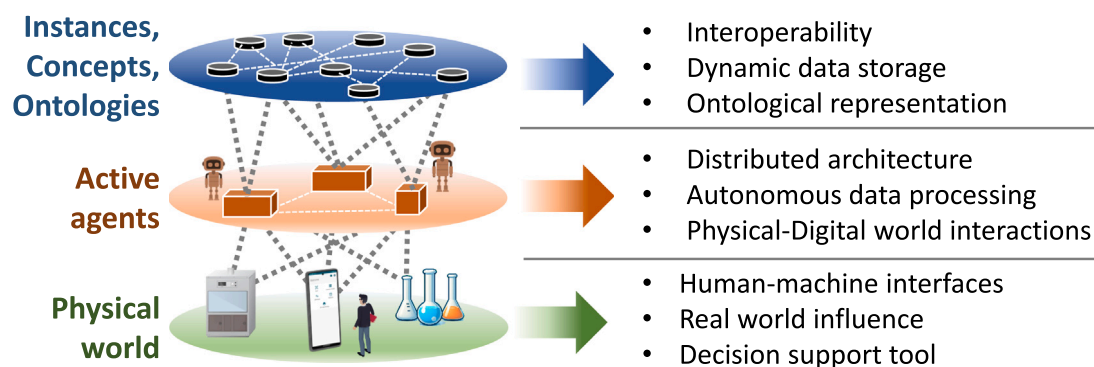 Instances,
Concepts,
Ontologies
• Interoperability
• Dynamic data storage
• Ontological representation
Active
agents
• Distributed architecture
• Autonomous data processing
• Physical-Digital world interactions
Physical
world
• Human-machine interfaces
• Real world influence
• Decision support tool